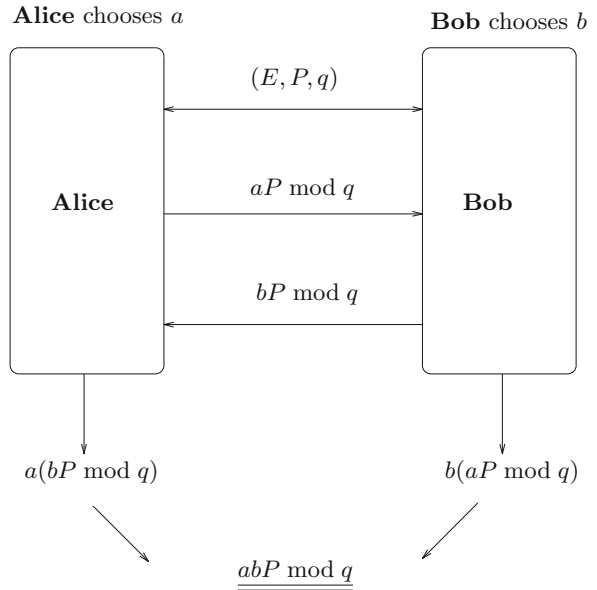 Alice chooses a
Bob chooses b
(E, P, q)
Alice
aP mod q
Bob
bP mod q
a(bP mod q)
b(aP mod q)
abP mod q